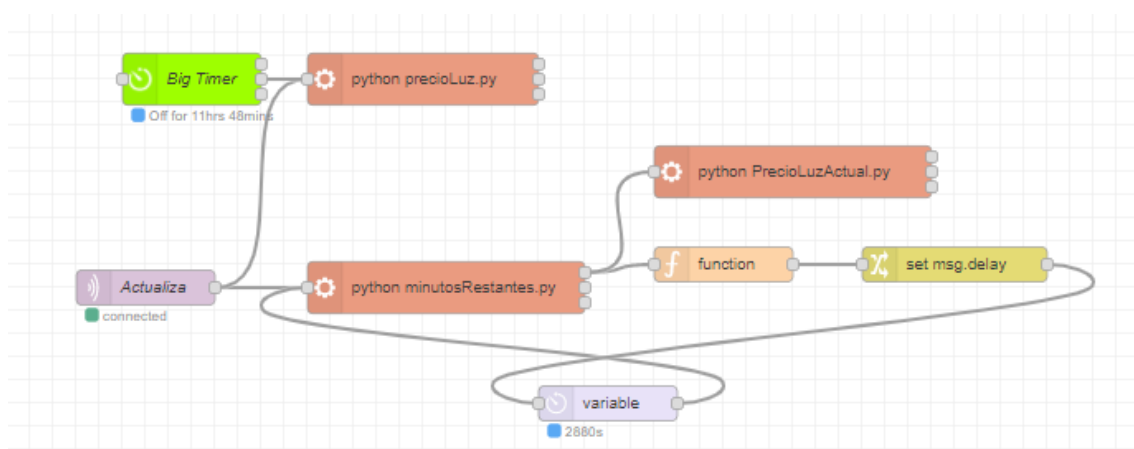 Big Timer
python precioLuz.py
Off for 11hrs 48mins
python PrecioLuzActual.py
function
set msg.delay
Actualiza
python minutosRestantes.py
connected
variable
2880s